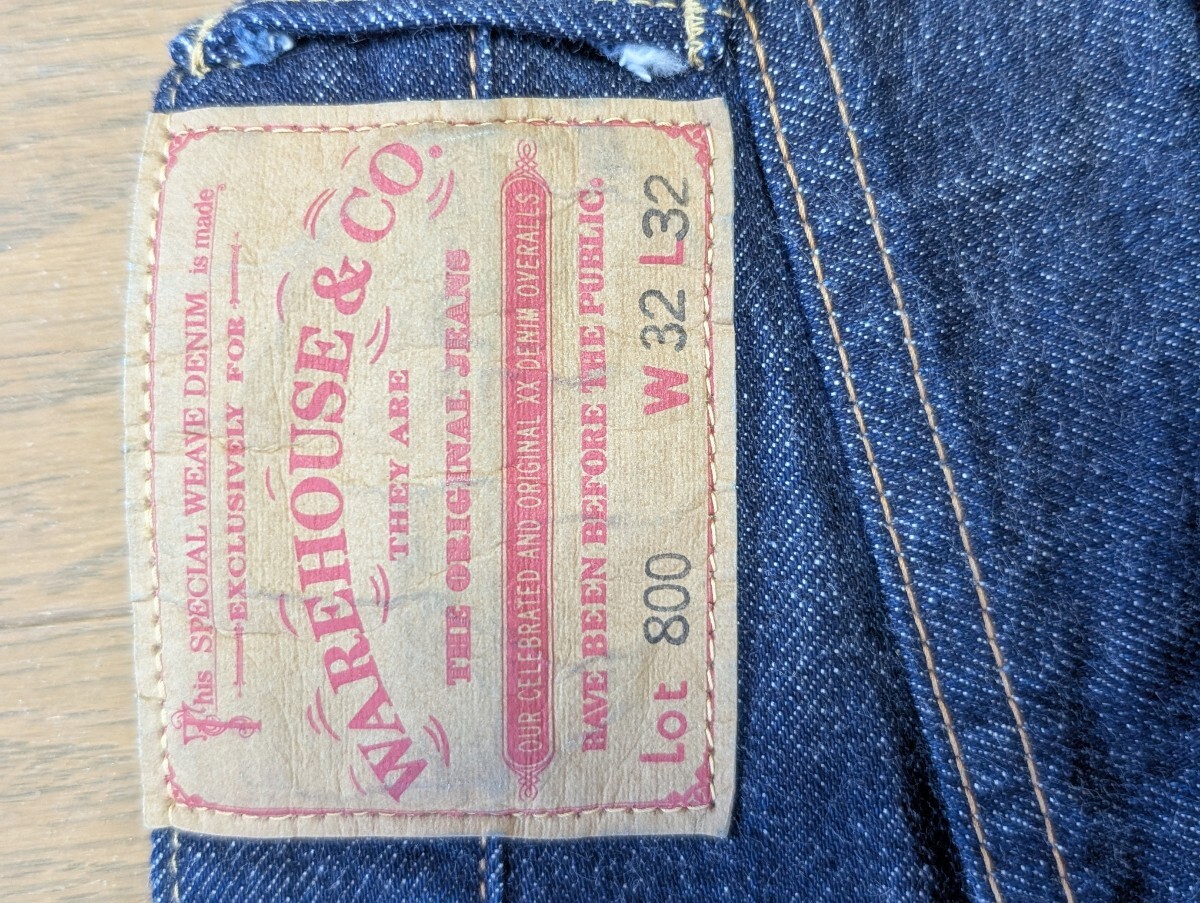 This SPECIAL WEAVE DENIM is made
EXCLUSIVELY FOR
WAREHOUSE & CO.
THEY ARE
THE ORIGINAL JEANS
OUR CELEBRATED AND ORIGINAL XX DENIM OVERALLS
HAVE BEEN BEFORE THE PUBLIC.
Lot 800 W 32 L32